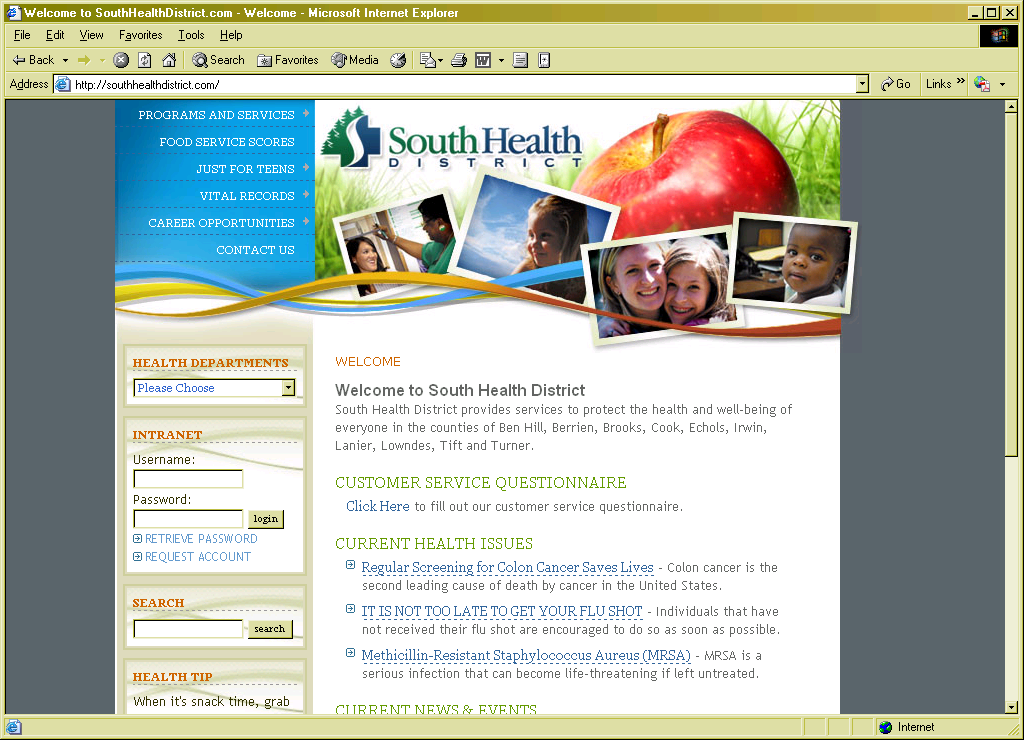 Welcome to SouthHealthDistrict.com - Welcome - Microsoft Internet Explorer
File Edit View Favorites Tools Help
Back Search Favorites Media
Address http://southhealthdistrict.com/ Go Links »
PROGRAMS AND SERVICES
FOOD SERVICE SCORES
JUST FOR TEENS
VITAL RECORDS
CAREER OPPORTUNITIES
CONTACT US
South Health
DISTRICT
HEALTH DEPARTMENTS
Please Choose
INTRANET
Username:
Password:
login
RETRIEVE PASSWORD
REQUEST ACCOUNT
SEARCH
search
HEALTH TIP
When it's snack time, grab
WELCOME
Welcome to South Health District
South Health District provides services to protect the health and well-being of
everyone in the counties of Ben Hill, Berrien, Brooks, Cook, Echols, Irwin,
Lanier, Lowndes, Tift and Turner.
CUSTOMER SERVICE QUESTIONNAIRE
Click Here to fill out our customer service questionnaire.
CURRENT HEALTH ISSUES
Regular Screening for Colon Cancer Saves Lives - Colon cancer is the
second leading cause of death by cancer in the United States.
IT IS NOT TOO LATE TO GET YOUR FLU SHOT - Individuals that have
not received their flu shot are encouraged to do so as soon as possible.
Methicillin-Resistant Staphylococcus Aureus (MRSA) - MRSA is a
serious infection that can become life-threatening if left untreated.
CURRENT NEWS & EVENTS
Internet